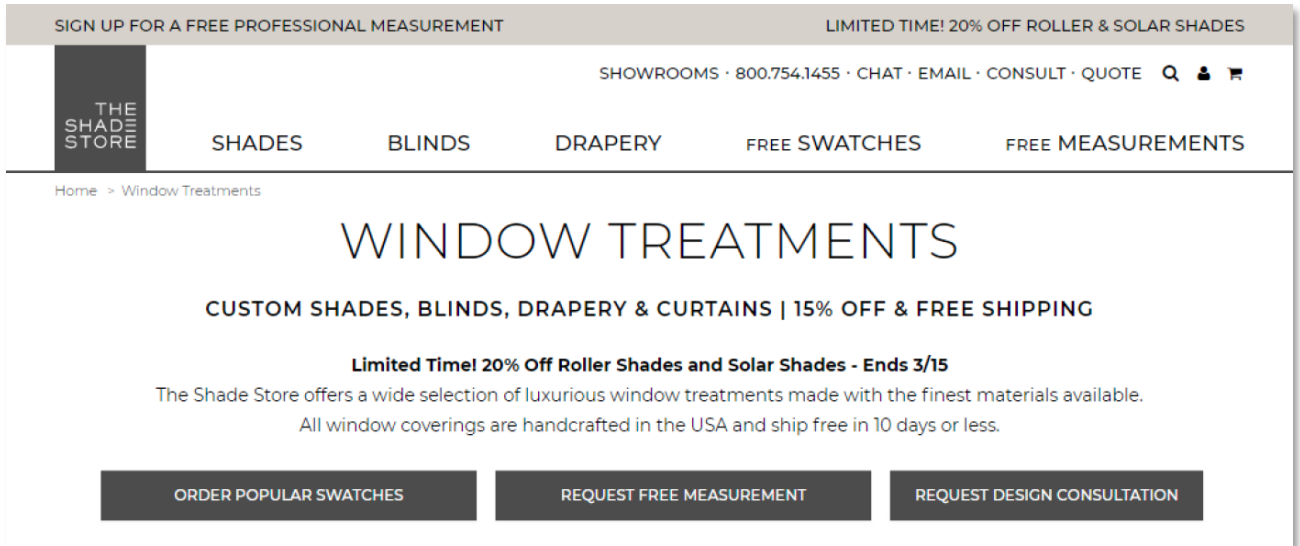 SIGN UP FOR A FREE PROFESSIONAL MEASUREMENT
LIMITED TIME! 20% OFF ROLLER & SOLAR SHADES
SHOWROOMS · 800.754.1455 · CHAT · EMAIL · CONSULT · QUOTE
THE
SHADE
STORE
SHADES
BLINDS
DRAPERY
FREE SWATCHES
FREE MEASUREMENTS
Home > Window Treatments
WINDOW TREATMENTS
CUSTOM SHADES, BLINDS, DRAPERY & CURTAINS | 15% OFF & FREE SHIPPING
Limited Time! 20% Off Roller Shades and Solar Shades - Ends 3/15
The Shade Store offers a wide selection of luxurious window treatments made with the finest materials available.
All window coverings are handcrafted in the USA and ship free in 10 days or less.
ORDER POPULAR SWATCHES
REQUEST FREE MEASUREMENT
REQUEST DESIGN CONSULTATION